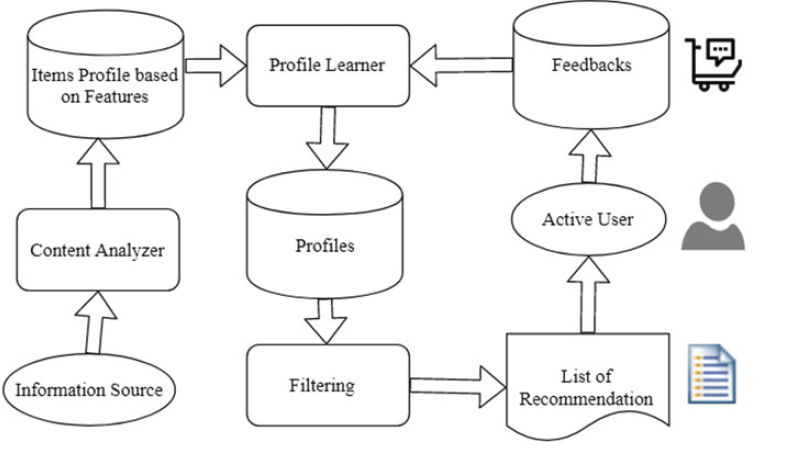 Items Profile based
on Features
Profile Learner
Feedbacks
Content Analyzer
Profiles
Active User
Information Source
Filtering
List of
Recommendation